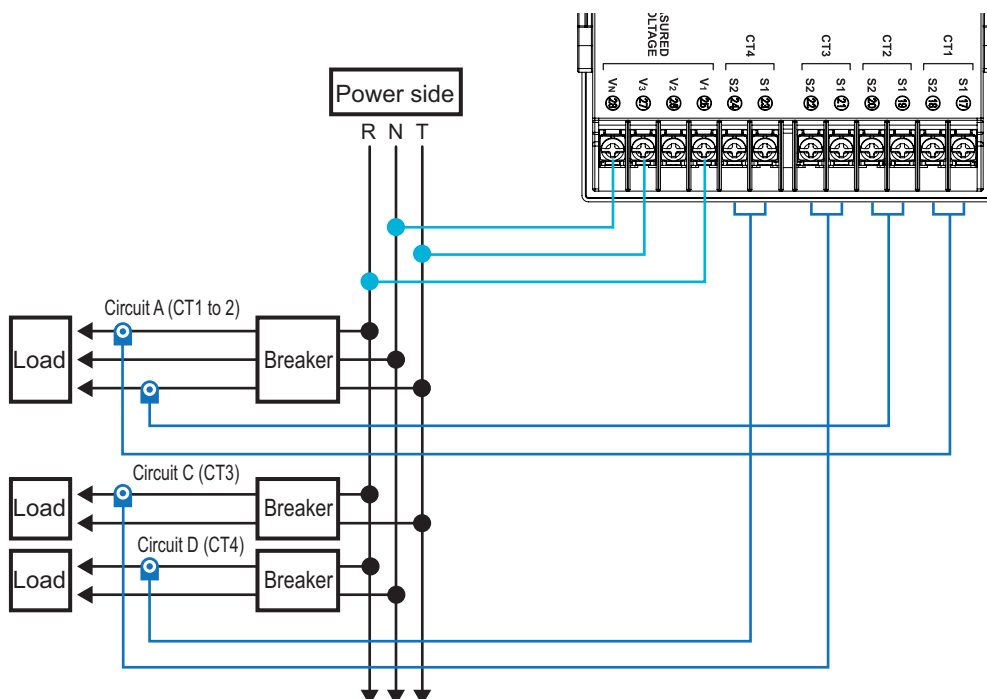 ASURED
OLTAGE
CT4
CT3
CT2
CT1
VN
V3
V2
V1
S2
S1
S2
S1
S2
S1
S2
S1
28
27
26
25
24
23
22
21
20
19
18
17
Power side
R N T
Circuit A (CT1 to 2)
Load
Breaker
Circuit C (CT3)
Load
Breaker
Circuit D (CT4)
Load
Breaker